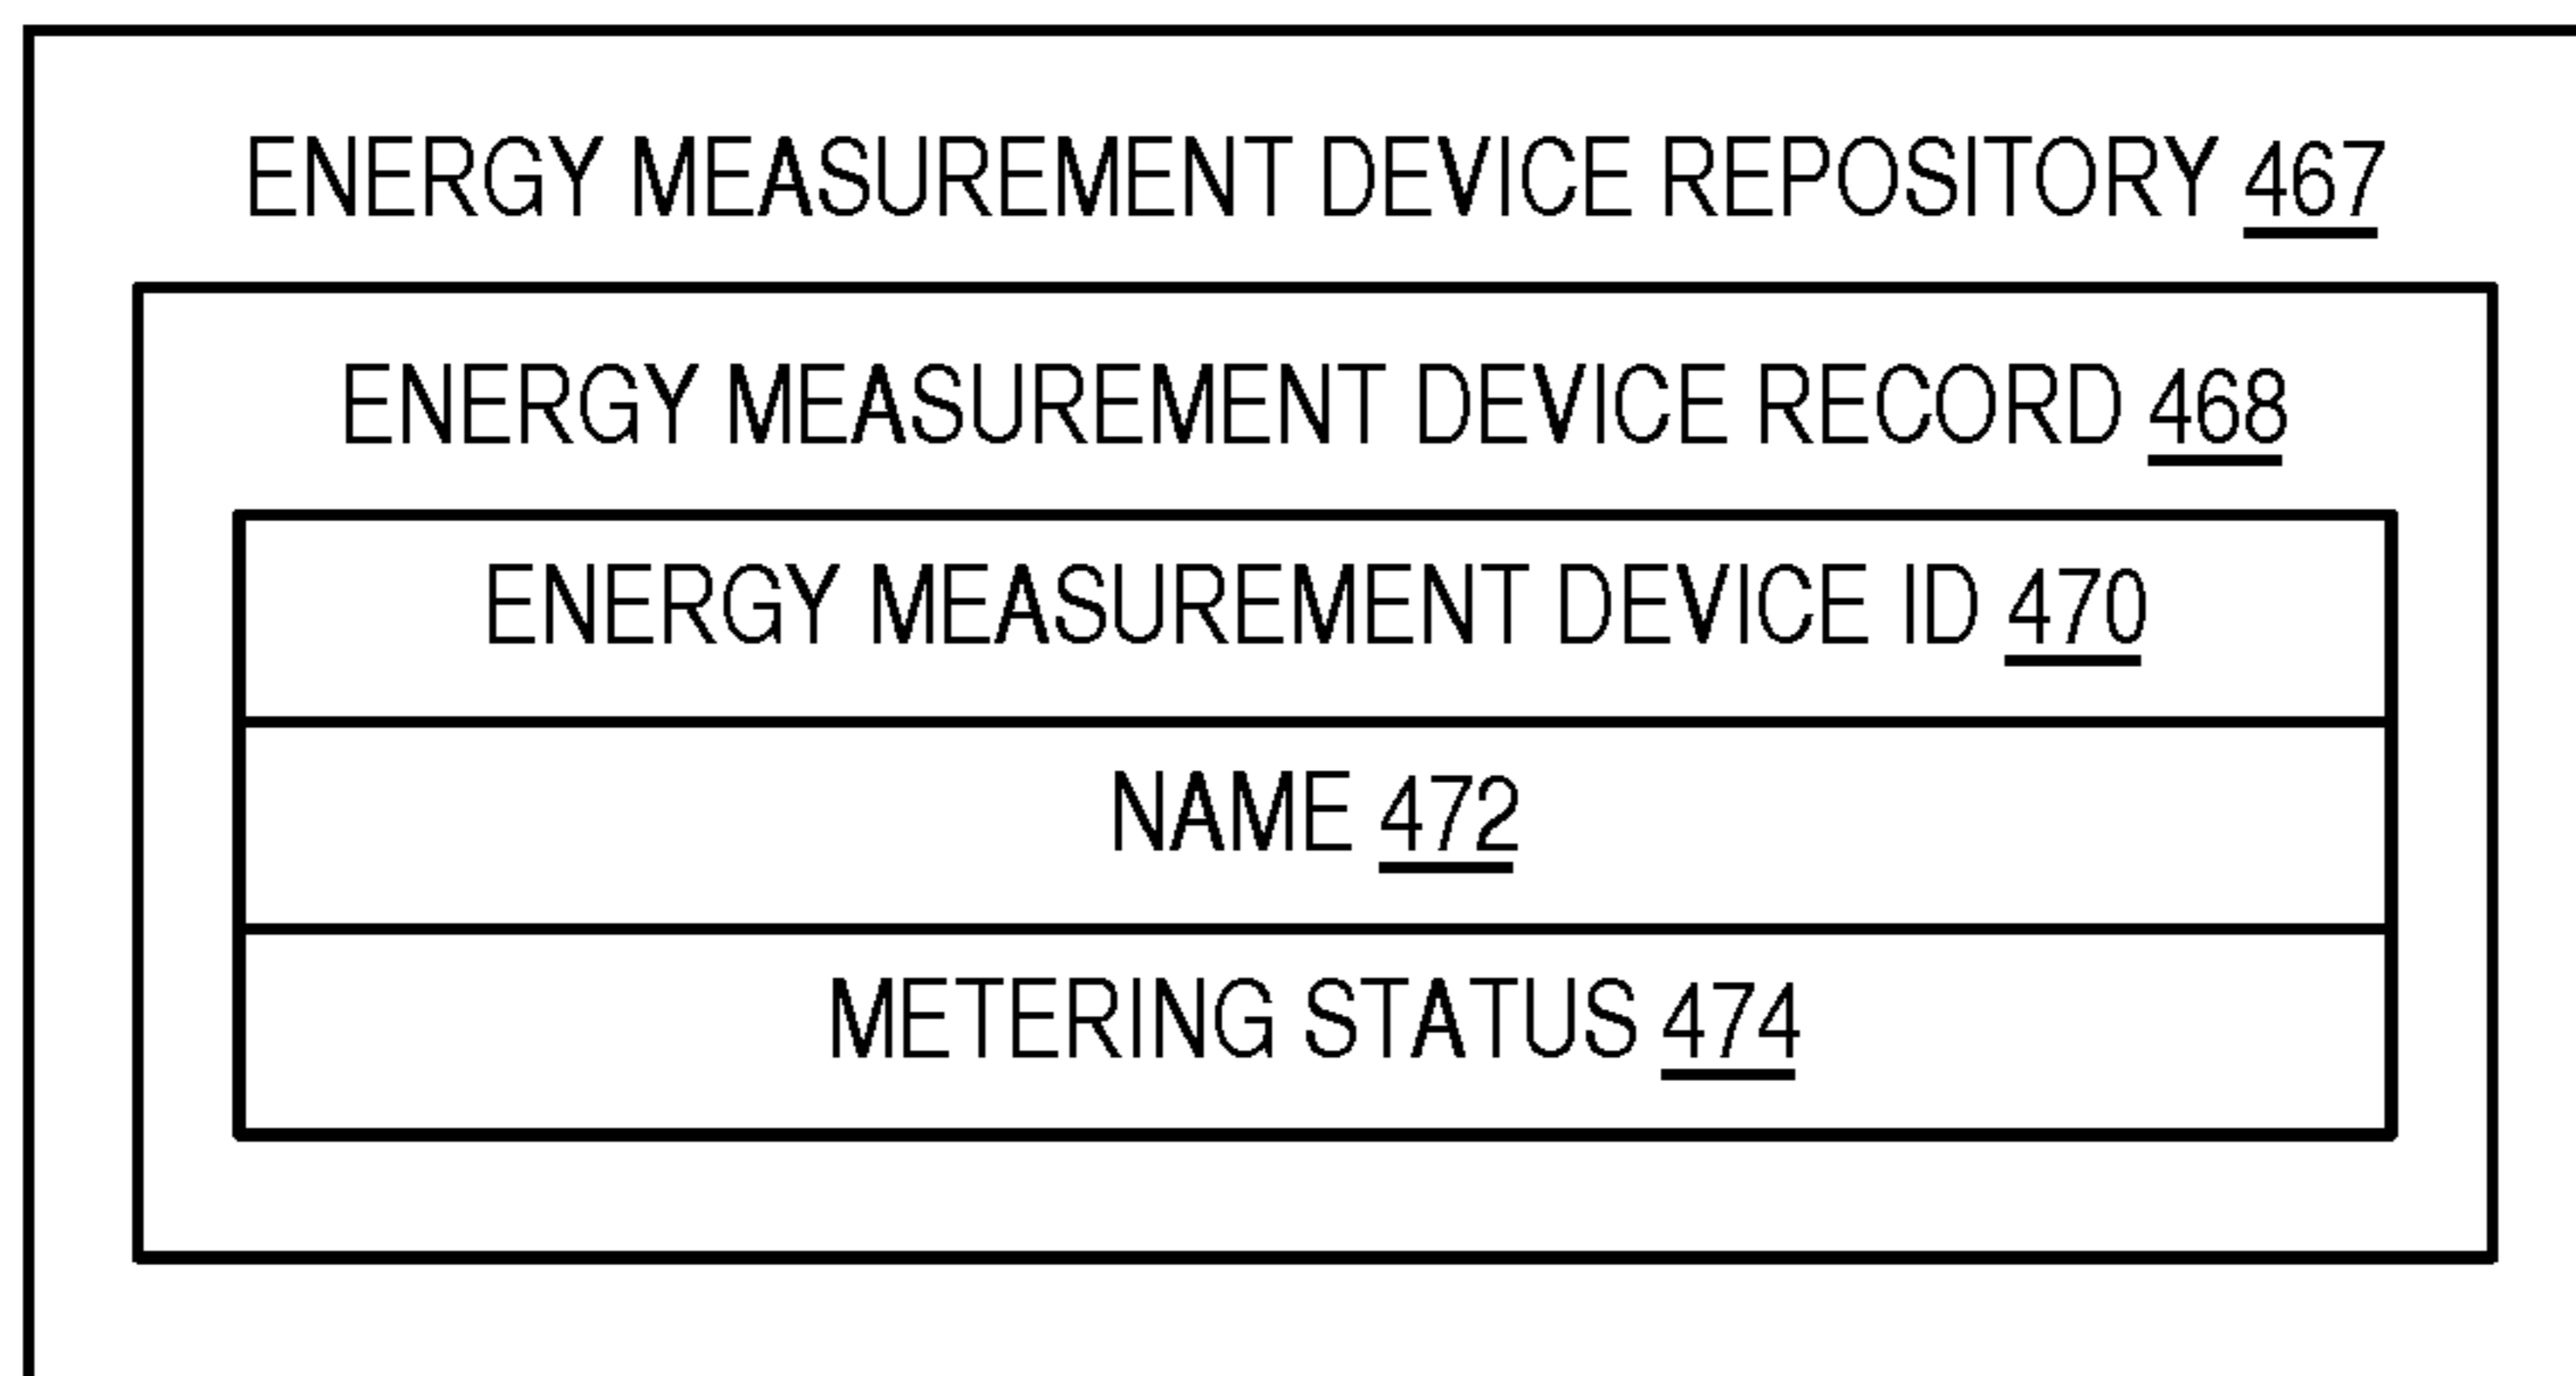 ENERGY MEASUREMENT DEVICE REPOSITORY 467
ENERGY MEASUREMENT DEVICE RECORD 468
ENERGY MEASUREMENT DEVICE ID 470
NAME 472
METERING STATUS 474